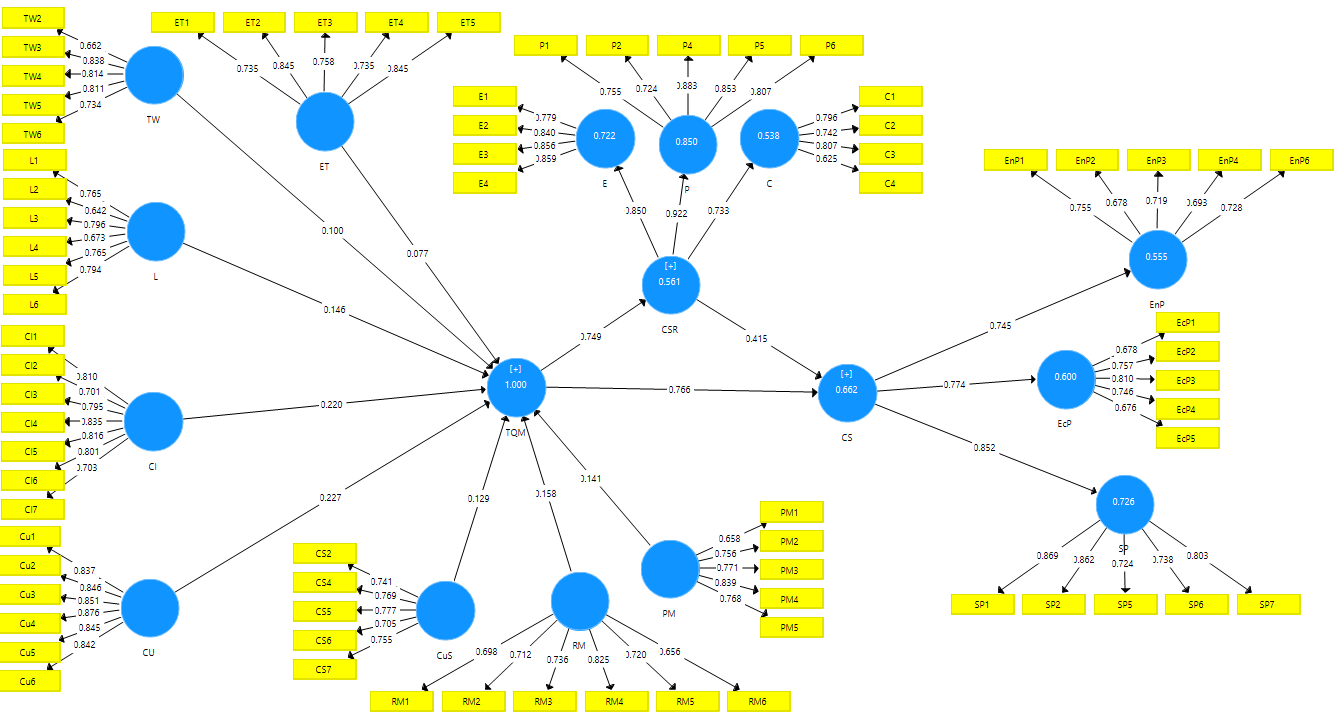 TW2
TW3
TW4
TW5
TW6
0.662
0.838
0.814
0.811
0.734
TW
ET1
ET2
ET3
ET4
ET5
0.735
0.845
0.758
0.735
0.845
ET
L1
L2
L3
L4
L5
L6
0.765
0.642
0.796
0.673
0.765
0.794
L
CI1
CI2
CI3
CI4
CI5
CI6
CI7
0.810
0.701
0.795
0.835
0.816
0.801
0.703
CI
Cu1
Cu2
Cu3
Cu4
Cu5
Cu6
0.837
0.846
0.851
0.876
0.845
0.842
CU
CS2
CS4
CS5
CS6
CS7
0.741
0.769
0.777
0.705
0.755
CuS
RM
0.698
0.712
0.736
0.825
0.720
0.656
RM1
RM2
RM3
RM4
RM5
RM6
PM1
PM2
PM3
PM4
PM5
0.658
0.756
0.771
0.839
0.768
PM
0.100
0.077
0.146
0.220
0.227
0.129
0.158
0.141
[+]
1.000
TQM
0.749
0.766
E1
E2
E3
E4
0.779
0.840
0.856
0.859
0.722
E
P1
P2
P4
P5
P6
0.755
0.724
0.883
0.853
0.807
0.850
P
C1
C2
C3
C4
0.796
0.742
0.807
0.625
0.538
C
0.850
0.922
0.733
[+]
0.561
CSR
0.415
[+]
0.662
CS
0.745
0.774
0.852
EnP1
EnP2
EnP3
EnP4
EnP6
0.755
0.678
0.719
0.693
0.728
0.555
EnP
EcP1
EcP2
EcP3
EcP4
EcP5
0.678
0.757
0.810
0.746
0.676
0.600
EcP
0.726
SP
0.869
0.862
0.724
0.738
0.803
SP1
SP2
SP5
SP6
SP7